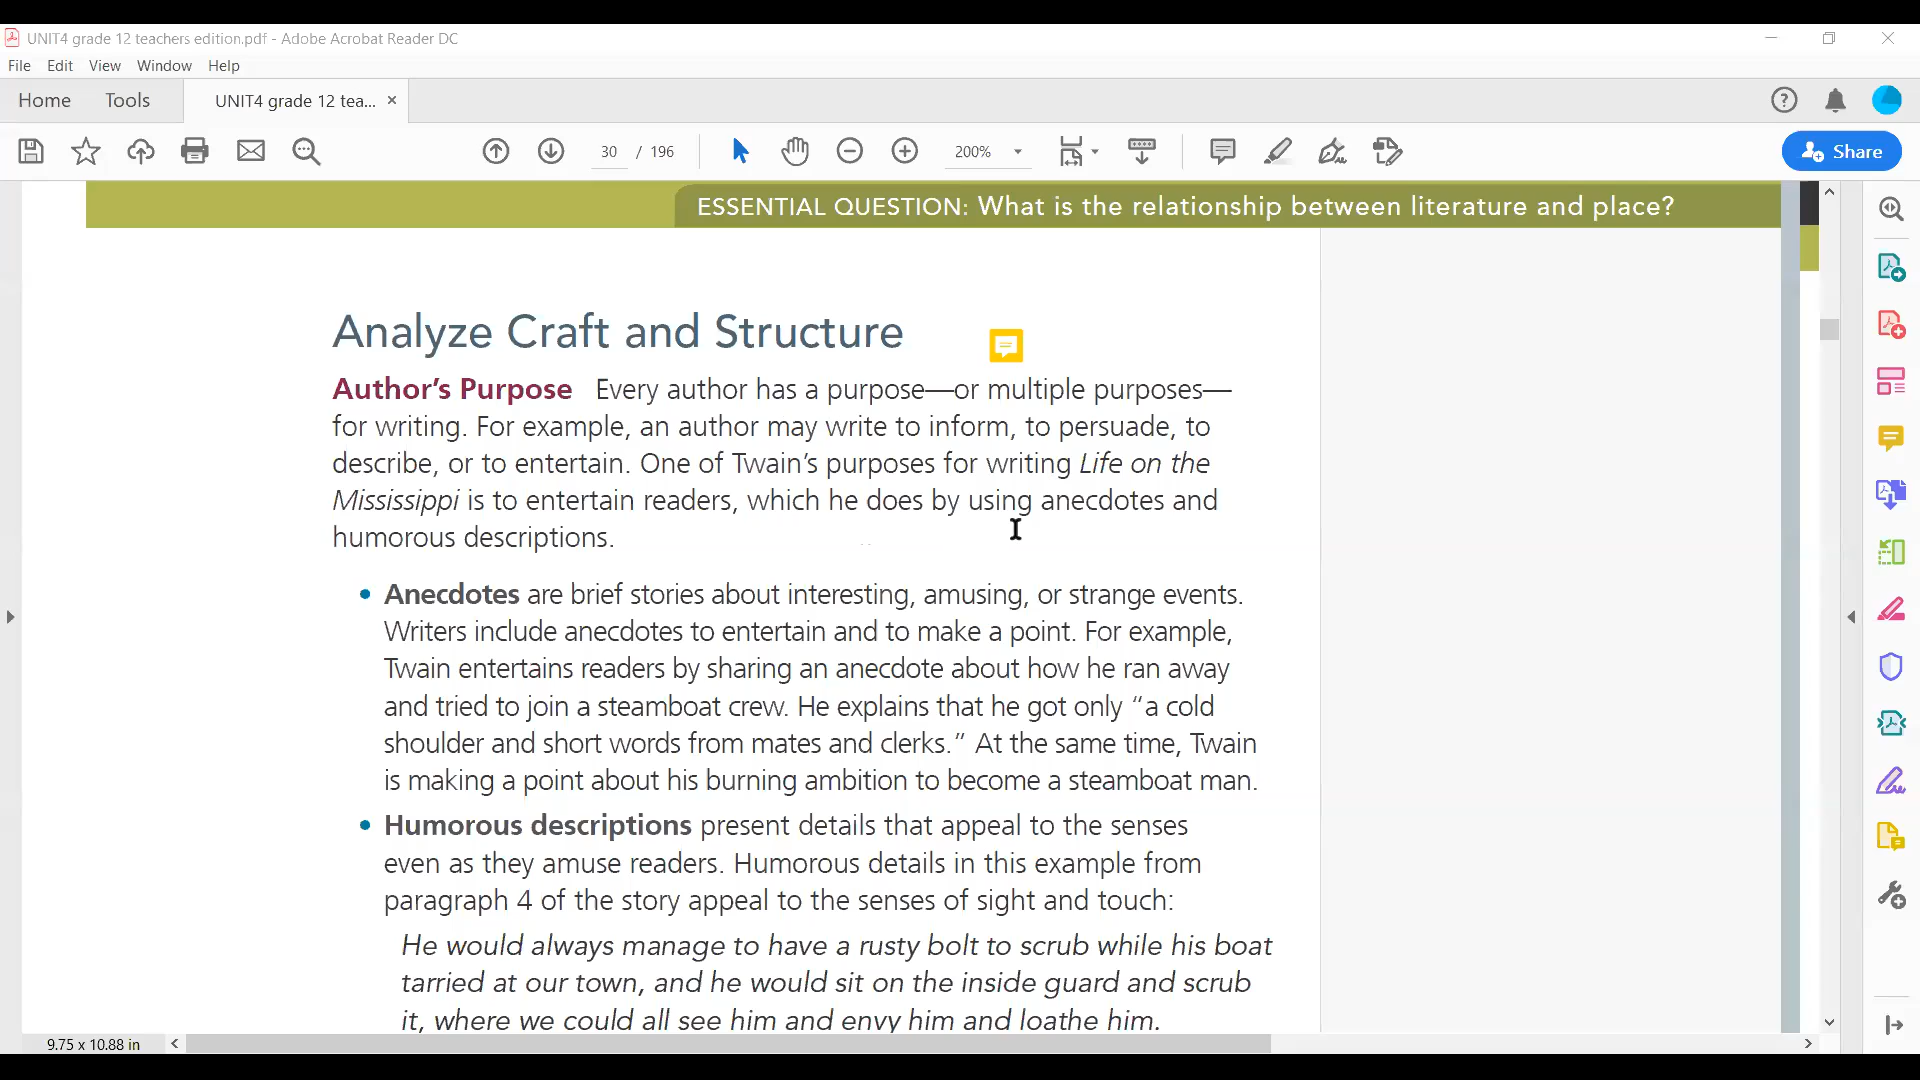 UNIT4 grade 12 teachers edition.pdf - Adobe Acrobat Reader DC
File Edit View Window Help
Home Tools UNIT4 grade 12 tea... ×
30 / 196 200% Share
ESSENTIAL QUESTION: What is the relationship between literature and place?
Analyze Craft and Structure
Author’s Purpose Every author has a purpose—or multiple purposes—
for writing. For example, an author may write to inform, to persuade, to
describe, or to entertain. One of Twain’s purposes for writing Life on the
Mississippi is to entertain readers, which he does by using anecdotes and
humorous descriptions.
• Anecdotes are brief stories about interesting, amusing, or strange events.
Writers include anecdotes to entertain and to make a point. For example,
Twain entertains readers by sharing an anecdote about how he ran away
and tried to join a steamboat crew. He explains that he got only “a cold
shoulder and short words from mates and clerks.” At the same time, Twain
is making a point about his burning ambition to become a steamboat man.
• Humorous descriptions present details that appeal to the senses
even as they amuse readers. Humorous details in this example from
paragraph 4 of the story appeal to the senses of sight and touch:
He would always manage to have a rusty bolt to scrub while his boat
tarried at our town, and he would sit on the inside guard and scrub
it, where we could all see him and envy him and loathe him.
9.75 x 10.88 in